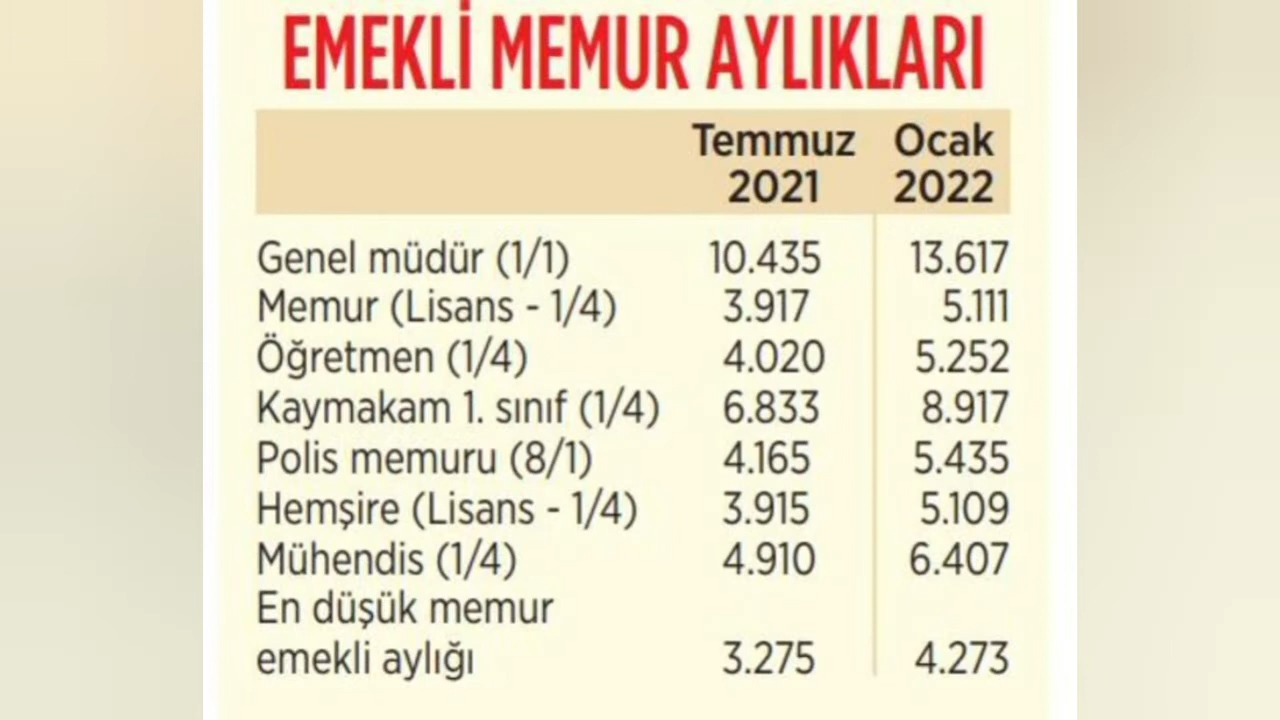 EMEKLİ MEMUR AYLIKLARI
Temmuz 2021 Ocak 2022
Genel müdür (1/1) 10.435 13.617
Memur (Lisans - 1/4) 3.917 5.111
Öğretmen (1/4) 4.020 5.252
Kaymakam 1. sınıf (1/4) 6.833 8.917
Polis memuru (8/1) 4.165 5.435
Hemşire (Lisans - 1/4) 3.915 5.109
Mühendis (1/4) 4.910 6.407
En düşük memur
emekli aylığı 3.275 4.273